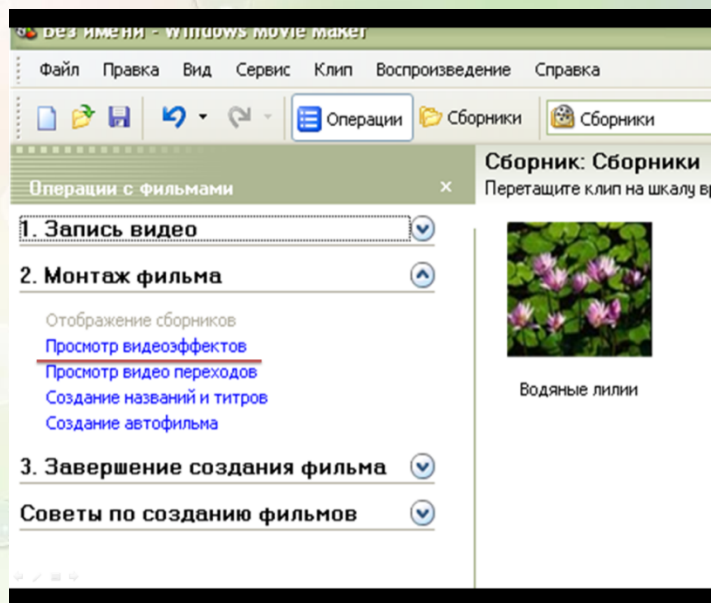 Без имени - Windows Movie Maker
Файл Правка Вид Сервис Клип Воспроизведение Справка
Операции Сборники Сборники
Операции с фильмами
Сборник: Сборники
Перетащите клип на шкалу
1. Запись видео
2. Монтаж фильма
Отображение сборников
Просмотр видеоэффектов
Просмотр видео переходов
Создание названий и титров
Создание автофильма
3. Завершение создания фильма
Советы по созданию фильмов
Водяные лилии